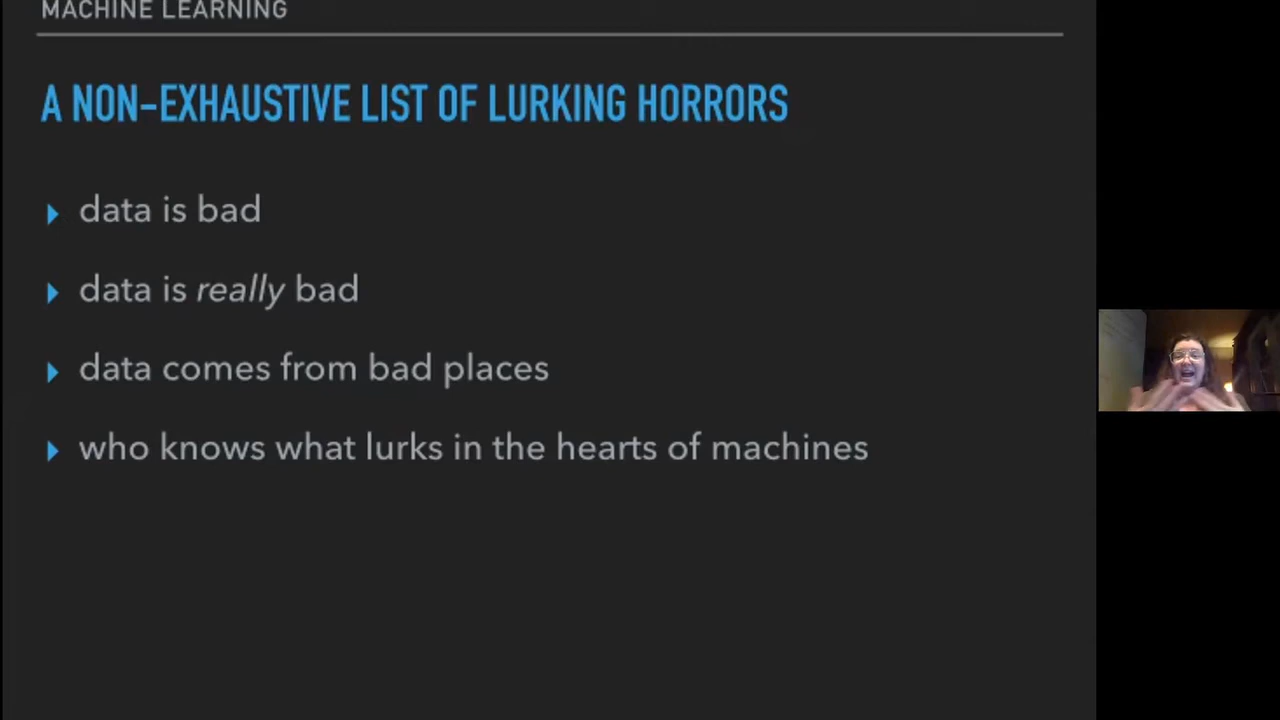 MACHINE LEARNING
A NON-EXHAUSTIVE LIST OF LURKING HORRORS
data is bad
data is really bad
data comes from bad places
who knows what lurks in the hearts of machines